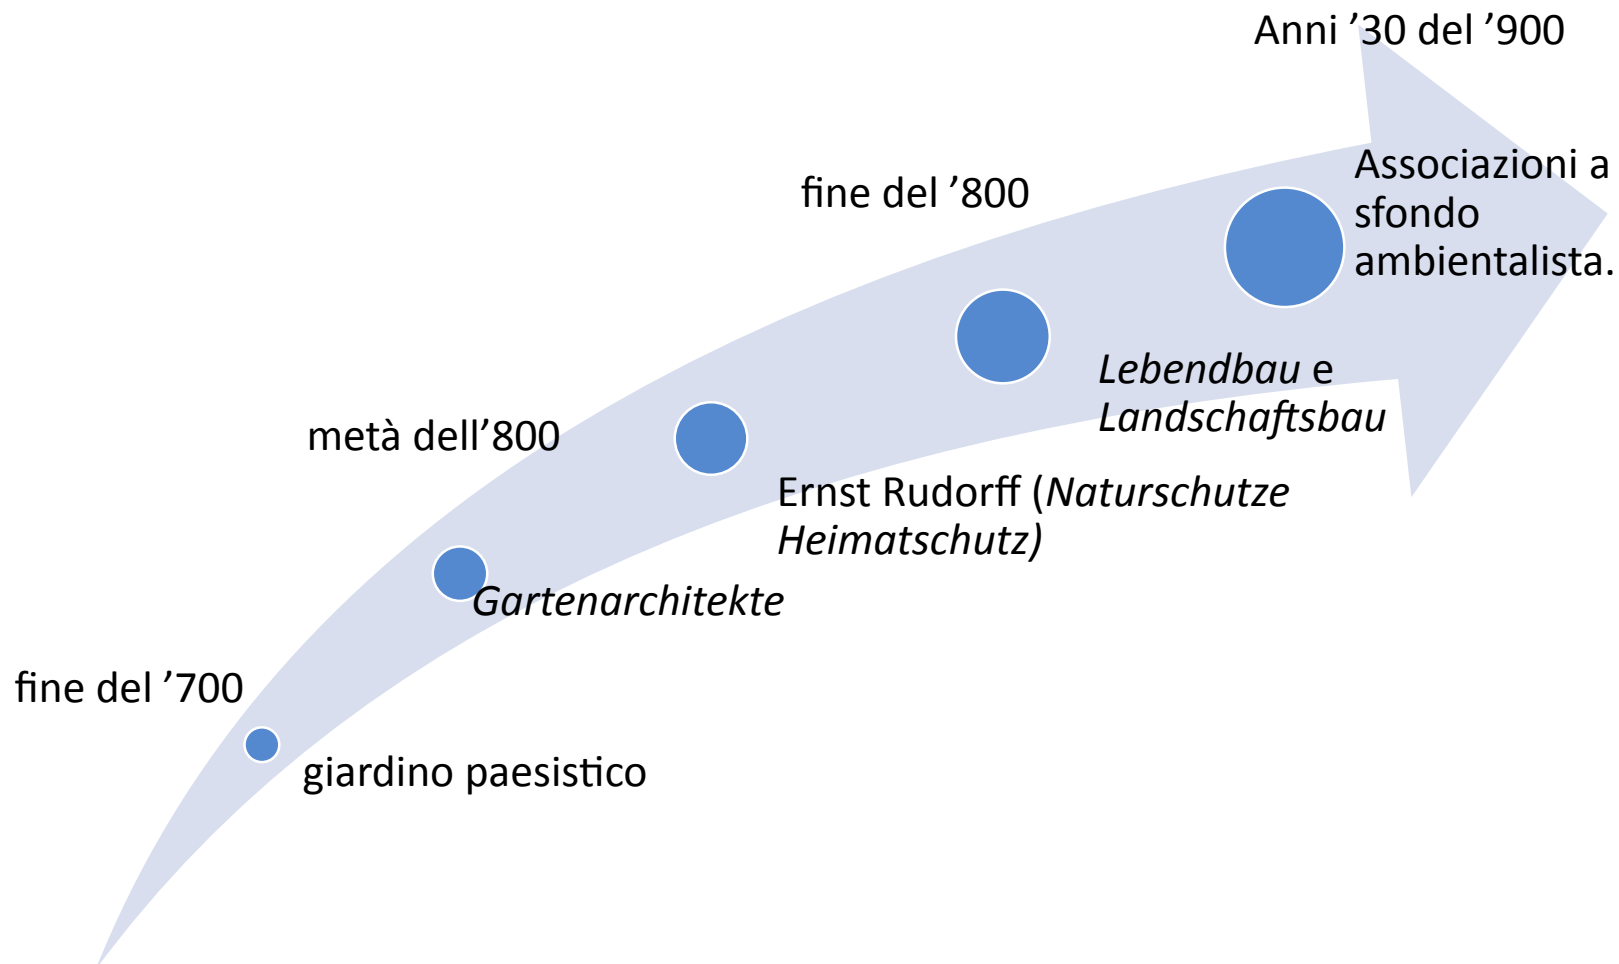 Anni ’30 del ’900
Associazioni a
sfondo
ambientalista.
fine del ’800
Lebendbau e
Landschaftsbau
metà dell’800
Ernst Rudorff (Naturschutze
Heimatschutz)
Gartenarchitekte
fine del ’700
giardino paesistico